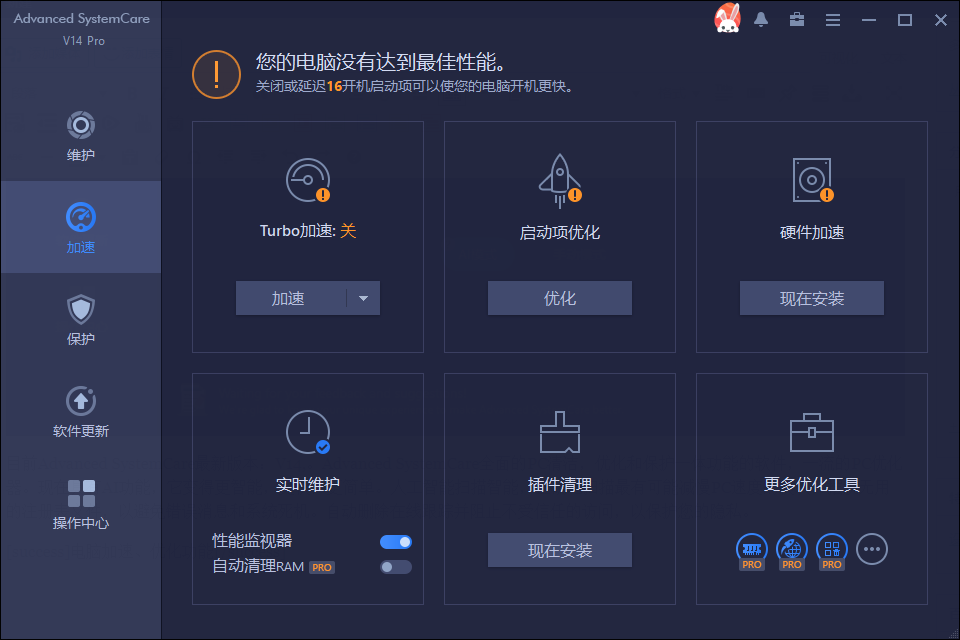 Advanced SystemCare
V14 Pro
维护
加速
保护
软件更新
操作中心
您的电脑没有达到最佳性能。
关闭或延迟16开机启动项可以使您的电脑开机更快。
Turbo加速: 关
加速
启动项优化
优化
硬件加速
现在安装
实时维护
性能监视器
自动清理RAM PRO
插件清理
现在安装
更多优化工具
PRO PRO PRO